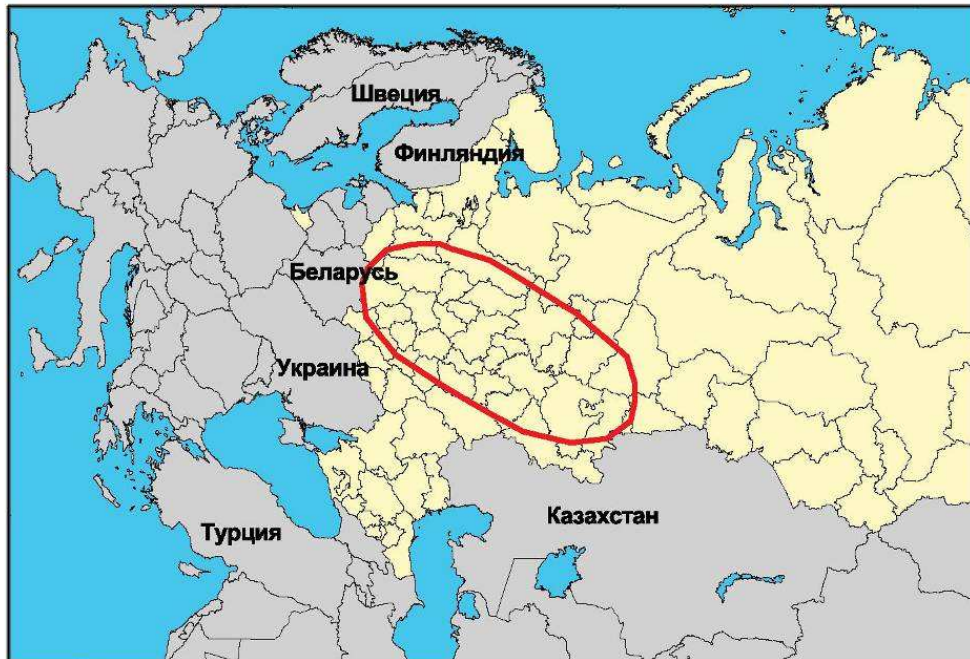 Швеция
Финляндия
Беларусь
Украина
Турция
Казахстан